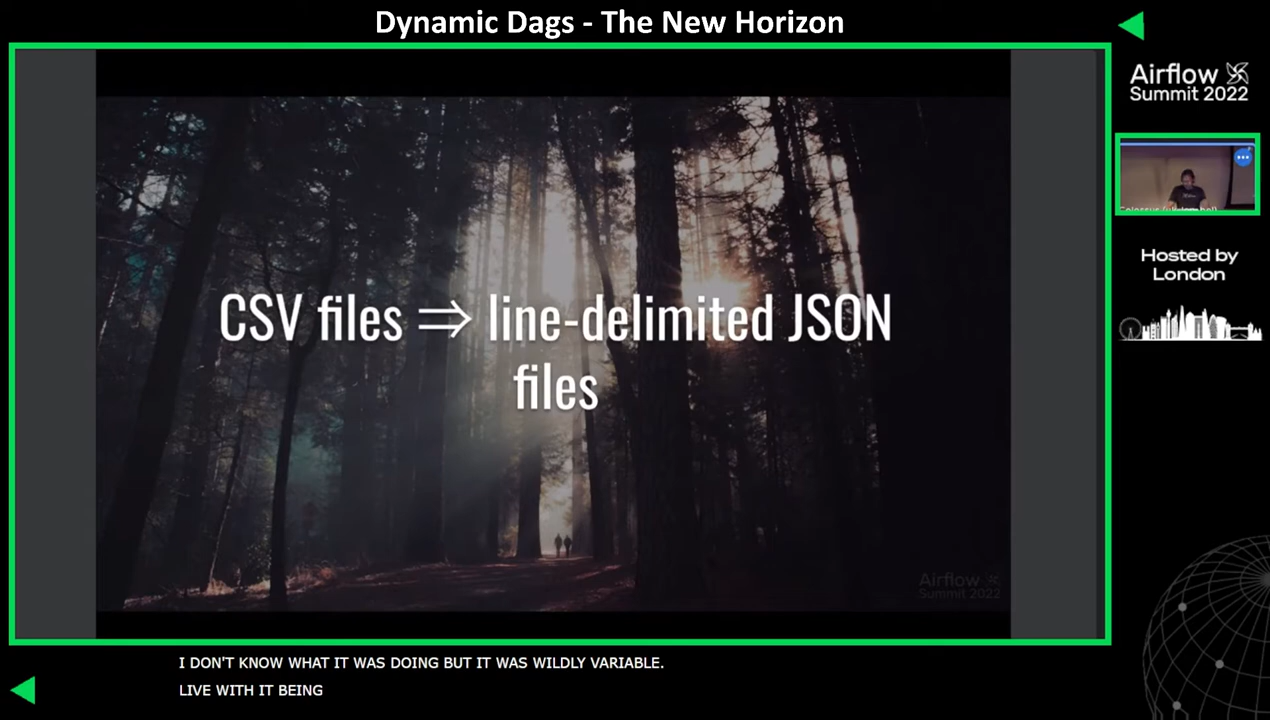 Dynamic Dags - The New Horizon
Airflow
Summit 2022
Hosted by
London
CSV files ⇒ line-delimited JSON
files
Airflow
Summit 2022
I DON'T KNOW WHAT IT WAS DOING BUT IT WAS WILDLY VARIABLE.
LIVE WITH IT BEING